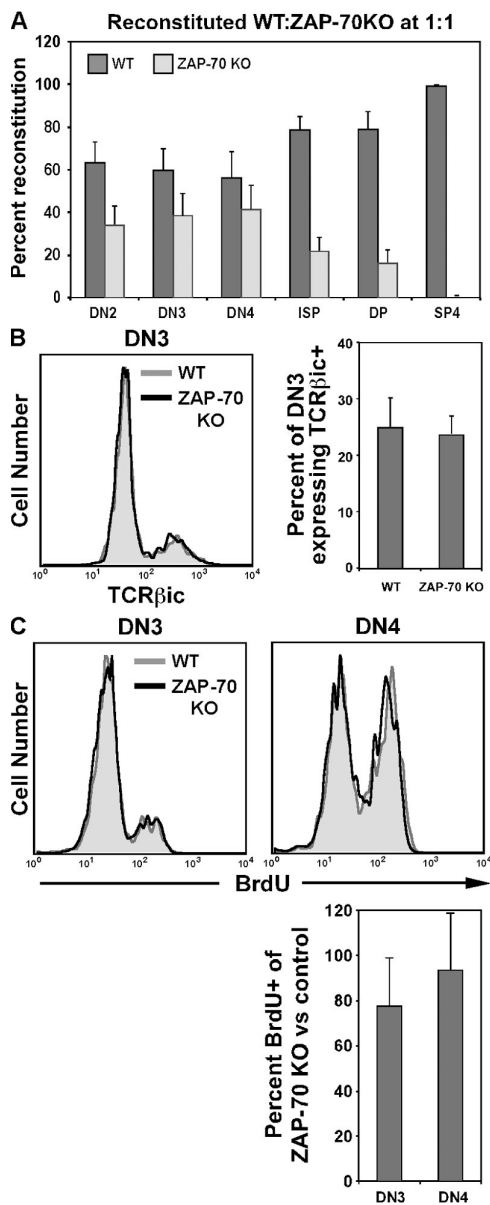 A
Reconstituted WT:ZAP-70KO at 1:1
Percent reconstitution
120
100
80
60
40
20
0
WT
ZAP-70 KO
DN2
DN3
DN4
ISP
DP
SP4
B
DN3
WT
ZAP-70
KO
Cell Number
10⁰
10¹
10²
10³
10⁴
TCRβic
Percent of DN3
expressing TCRβic+
40
30
20
10
0
WT
ZAP-70 KO
C
DN3
WT
ZAP-70
KO
Cell Number
10⁰
10¹
10²
10³
10⁴
DN4
10⁰
10¹
10²
10³
10⁴
BrdU
Percent BrdU+ of
ZAP-70 KO vs control
120
100
80
60
40
20
0
DN3
DN4